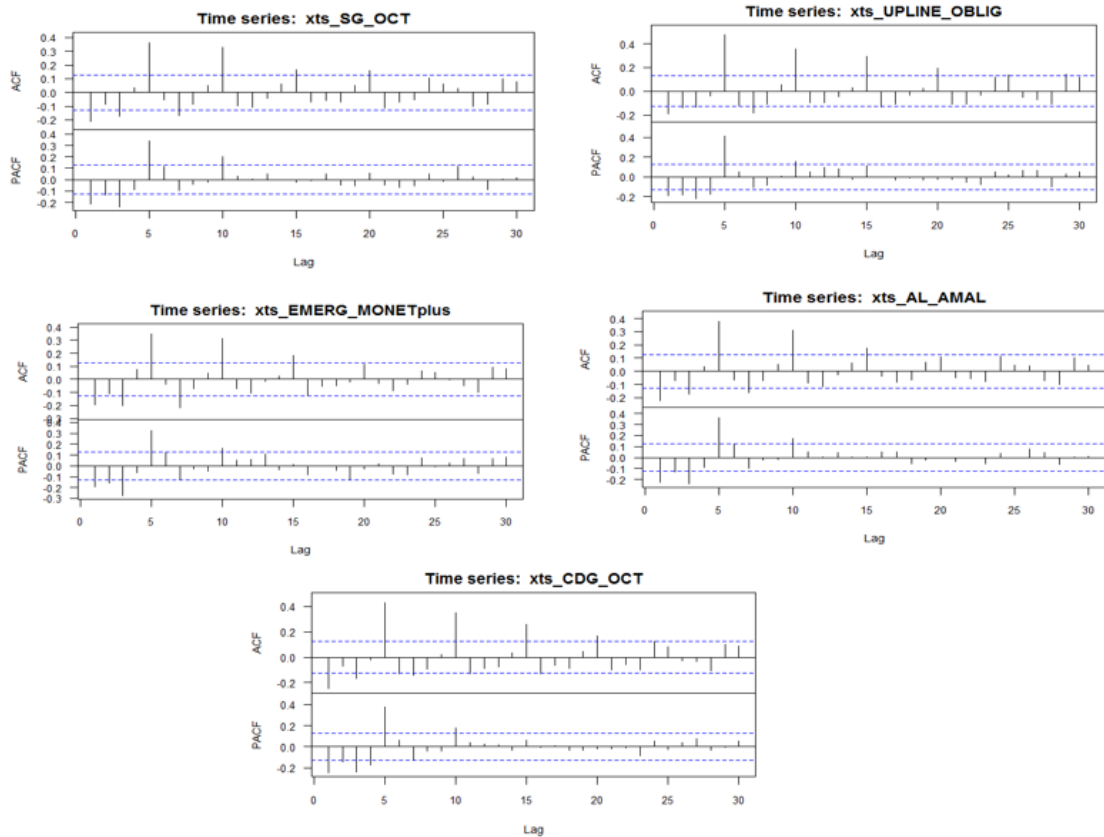 Time series: xts_SG_OCT
ACF
0.4
0.3
0.2
0.1
0.0
-0.1
-0.2
PACF
0.4
0.3
0.2
0.1
0.0
-0.1
-0.2
0 5 10 15 20 25 30
Lag
Time series: xts_UPLINE_OBLIG
ACF
0.4
0.2
0.0
-0.2
PACF
0.4
0.2
0.0
-0.2
0 5 10 15 20 25 30
Lag
Time series: xts_EMERG_MONETplus
ACF
0.4
0.3
0.2
0.1
0.0
-0.1
-0.2
-0.3
PACF
0.4
0.3
0.2
0.1
0.0
-0.1
-0.2
-0.3
0 5 10 15 20 25 30
Lag
Time series: xts_AL_AMAL
ACF
0.4
0.3
0.2
0.1
0.0
-0.1
-0.2
PACF
0.4
0.3
0.2
0.1
0.0
-0.1
-0.2
0 5 10 15 20 25 30
Lag
Time series: xts_CDG_OCT
ACF
0.4
0.2
0.0
-0.2
PACF
0.4
0.2
0.0
-0.2
0 5 10 15 20 25 30
Lag